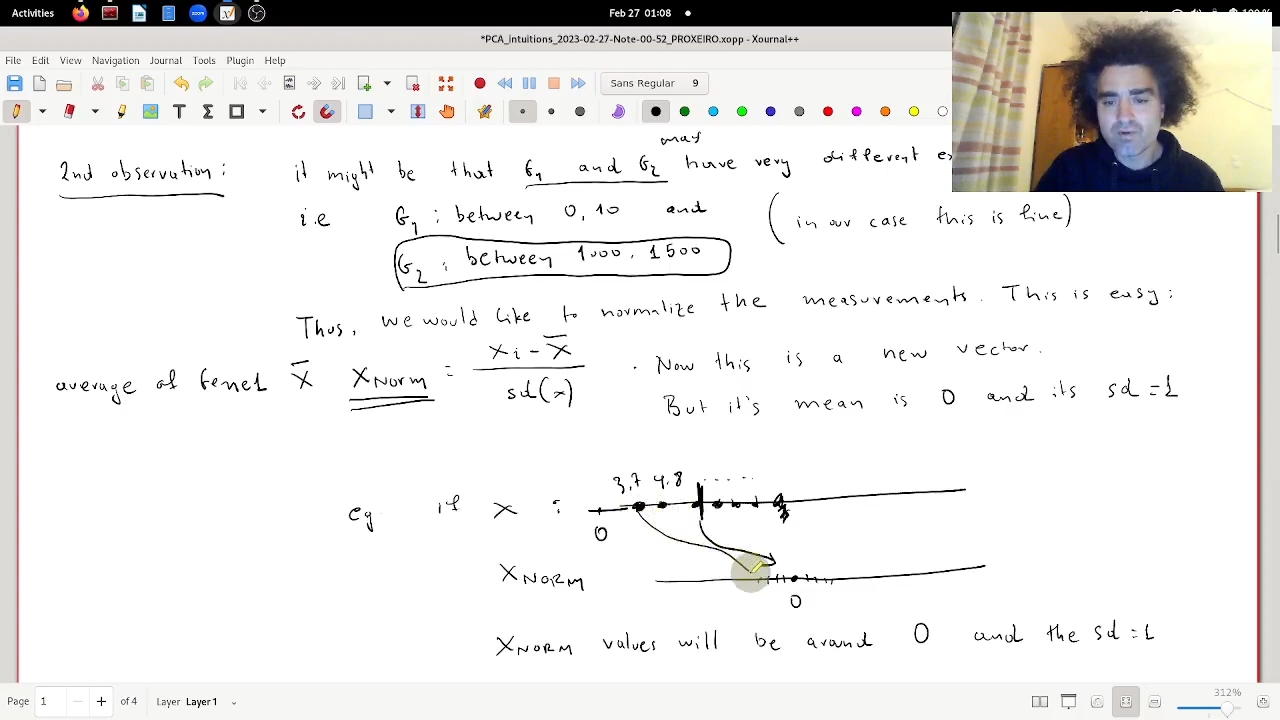 Activities
Feb 27 01:08
100 %
*PCA_intuitions_2023-02-27-Note-00-52_PROXEIRO.xopp - Xournal++
File Edit View Navigation Journal Tools Plugin Help
Sans Regular 9
may
2nd observation: it might be that G1 and G2 have very different
i.e G1: between 0, 10 and (in our case this is fine)
G2: between 1000, 1500
Thus, we would like to normalize the measurements. This is easy:
average of Gene1 X̅ XNORM = Xi - X̅ / sd(x) . Now this is a new vector.
But it's mean is 0 and its sd=1
3,7 4,8 .....
eg. if X :
0
XNORM
0
XNORM values will be around 0 and the sd=1
Page 1 of 4 Layer Layer1
312%